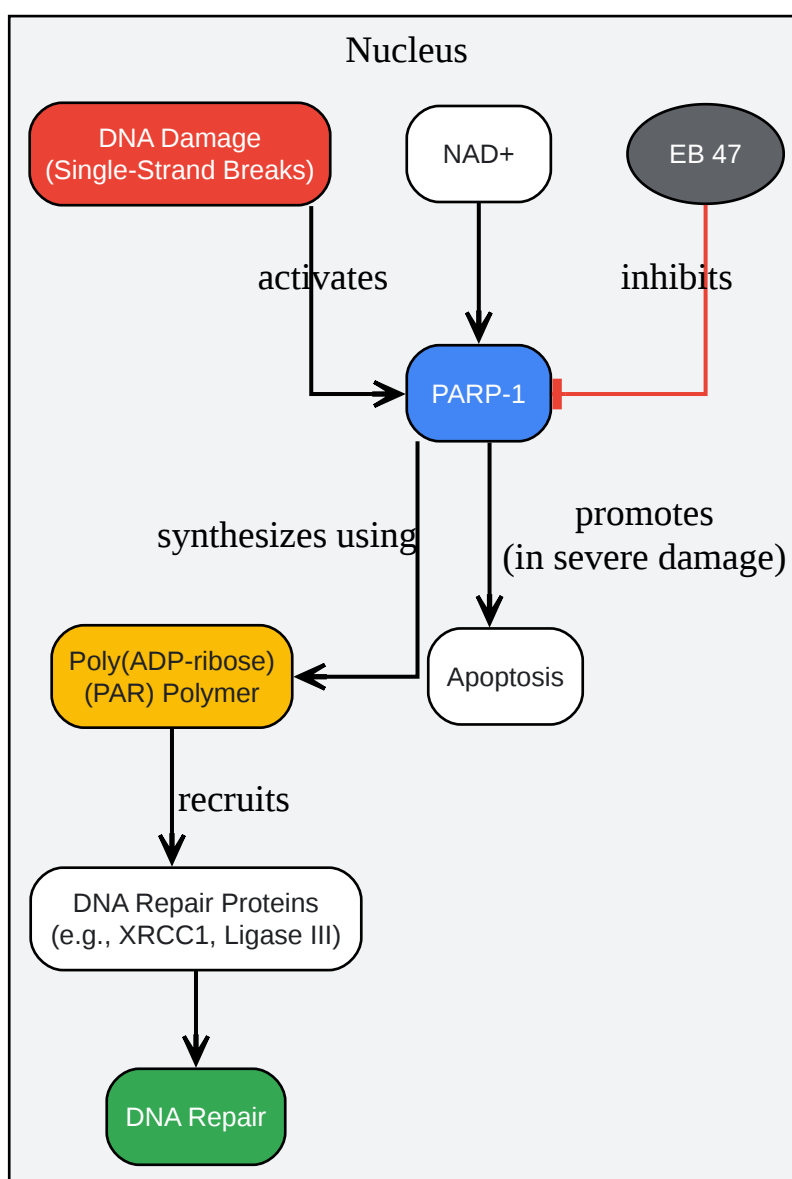 Nucleus
DNA Damage
(Single-Strand Breaks)
NAD+
EB 47
activates
inhibits
PARP-1
synthesizes using
promotes
(in severe damage)
Poly(ADP-ribose)
(PAR) Polymer
Apoptosis
recruits
DNA Repair Proteins
(e.g., XRCC1, Ligase III)
DNA Repair